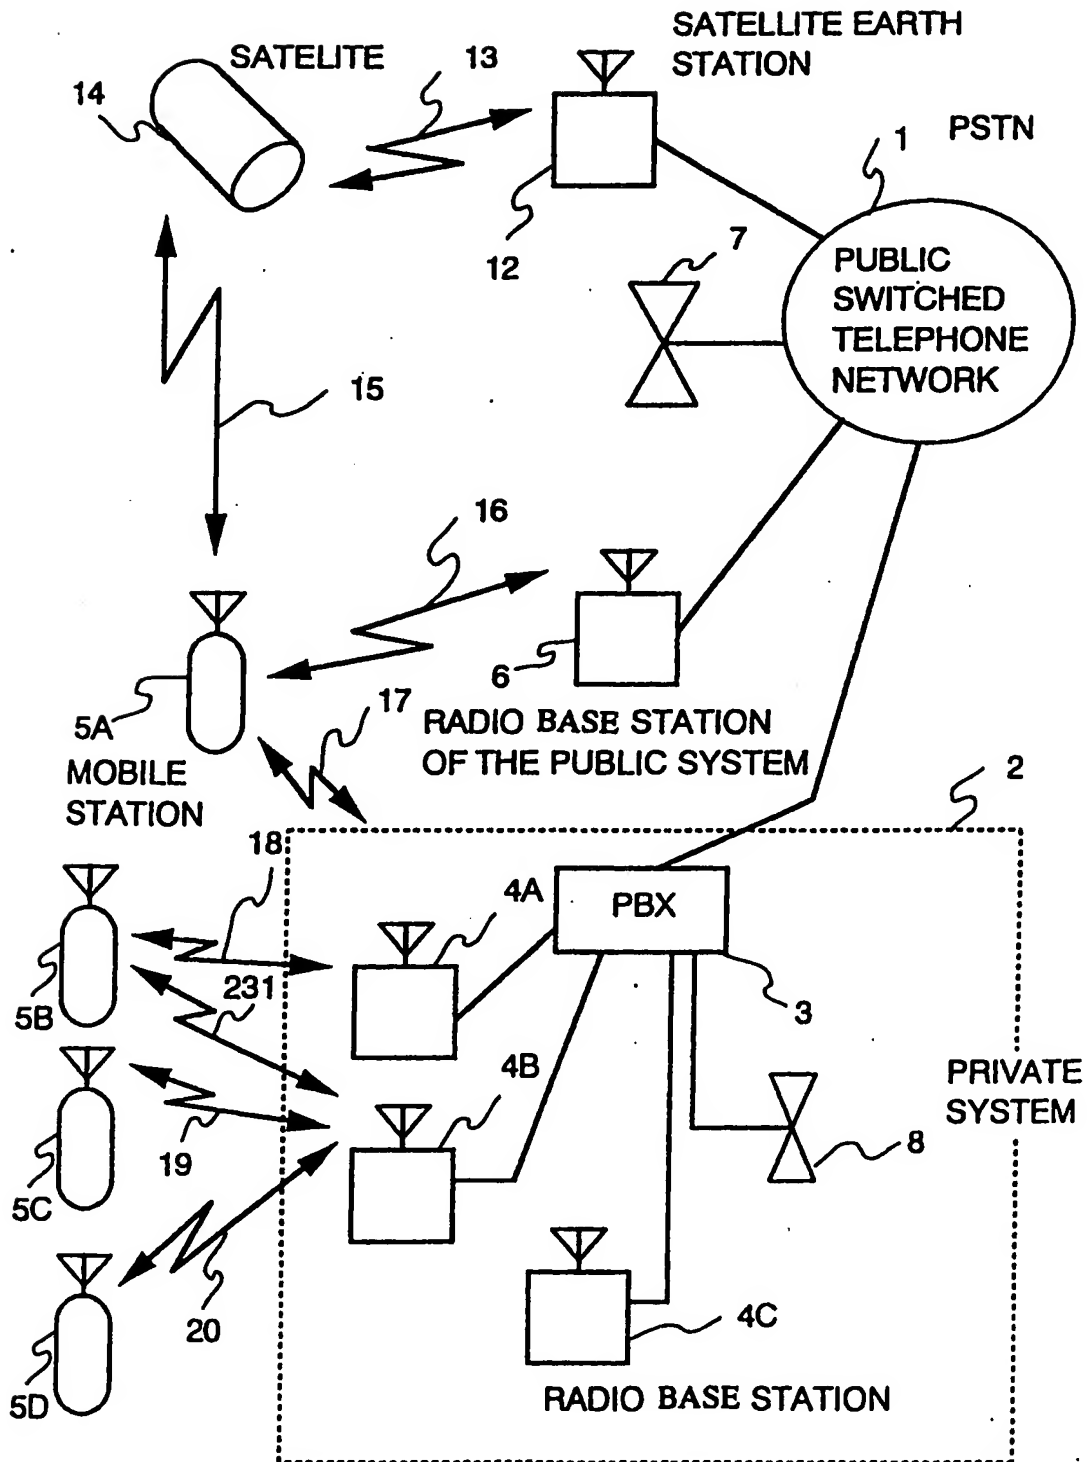 SATELITE
13
SATELLITE EARTH
STATION
14
1
PSTN
12
7
PUBLIC
SWITCHED
TELEPHONE
NETWORK
15
16
6
5A
MOBILE
STATION
17
RADIO BASE STATION
OF THE PUBLIC SYSTEM
2
18
4A
PBX
231
5B
3
4B
PRIVATE
SYSTEM
19
8
5C
20
4C
5D
RADIO BASE STATION